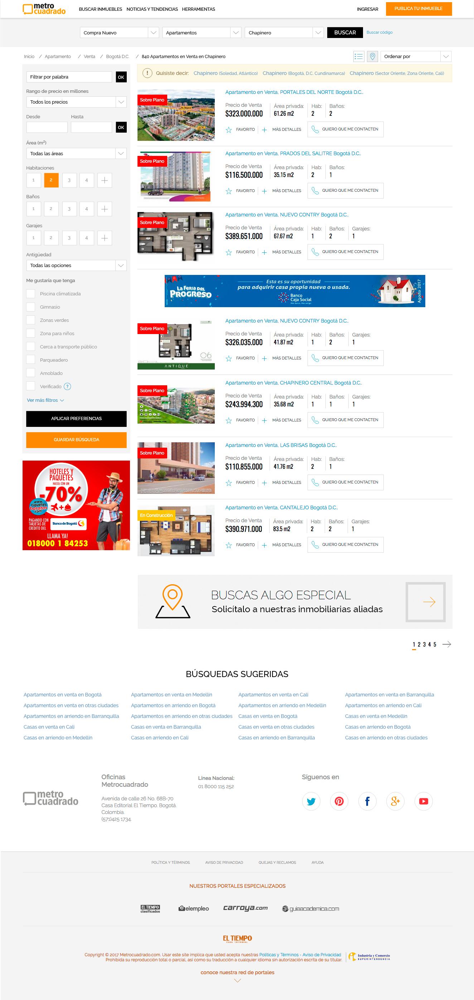 metro
cuadrado
BUSCAR INMUEBLES NOTICIAS Y TENDENCIAS HERRAMIENTAS
INGRESAR
PUBLICA TU INMUEBLE
Compra Nuevo
Apartamentos
Chapinero
BUSCAR
Buscar código
Inicio / Apartamento / Venta / Bogotá D.C. / 840 Apartamentos en Venta en Chapinero
Ordenar por
Filtrar por palabra
OK
Rango de precio en millones
Todos los precios
Desde
Hasta
OK
Área (m²)
Todas las áreas
Habitaciones
1 2 3 4 +
Baños
1 2 3 4 +
Garajes
1 2 3 4 +
Antigüedad
Todas las opciones
Me gustaría que tenga
Piscina climatizada
Gimnasio
Zonas verdes
Zona para niños
Cerca a transporte público
Parqueadero
Amoblado
Verificado ?
Ver más filtros
APLICAR PREFERENCIAS
GUARDAR BÚSQUEDA
HOTELES Y
PAQUETES
HASTA CON UN
-70%
www.
tiquetes
baratos
.com
PAGANDO CON
TARJETAS DE
CRÉDITO DEL
Banco de Bogotá
LLAMA YA!
018000 1 84253
! Quisiste decir: Chapinero (Soledad, Atlántico) Chapinero (Bogotá, D.C. Cundinamarca) Chapinero (Sector Oriente, Zona Oriente, Cali)
Sobre Plano
Av. Boyacá
Apartamento en Venta, PORTALES DEL NORTE Bogotá D.C..
Precio de Venta Área privada: Hab: Baños:
$323.000.000 61.26 m2 2 2
FAVORITO + MÁS DETALLES QUIERO QUE ME CONTACTEN
Sobre Plano
Apartamento en Venta, PRADOS DEL SALITRE Bogotá D.C..
Precio de Venta Área privada: Hab: Baños:
$116.500.000 35.15 m2 2 1
FAVORITO + MÁS DETALLES QUIERO QUE ME CONTACTEN
Sobre Plano
Apartamento en Venta, NUEVO CONTRY Bogotá D.C..
Precio de Venta Área privada: Hab: Baños: Garajes:
$389.651.000 67.67 m2 1 2 1
FAVORITO + MÁS DETALLES QUIERO QUE ME CONTACTEN
LA FERIA DEL
PROGRESO
Esta es su oportunidad
para adquirir casa propia nueva o usada.
Banco
Caja Social
Más banco. Más amigo.
Agosto 2017
Sobre Plano
06
ANTIQUE
Apartamento en Venta, NUEVO CONTRY Bogotá D.C..
Precio de Venta Área privada: Hab: Baños: Garajes:
$326.035.000 41.87 m2 1 2 1
FAVORITO + MÁS DETALLES QUIERO QUE ME CONTACTEN
Sobre Plano
Apartamento en Venta, CHAPINERO CENTRAL Bogotá D.C..
Precio de Venta Área privada: Hab: Baños: Garajes:
$243.994.300 35.68 m2 1 1 1
FAVORITO + MÁS DETALLES QUIERO QUE ME CONTACTEN
Sobre Plano
Apartamento en Venta, LAS BRISAS Bogotá D.C..
Precio de Venta Área privada: Hab: Baños:
$110.855.000 41.76 m2 2 1
FAVORITO + MÁS DETALLES QUIERO QUE ME CONTACTEN
En Construcción
Apartamento en Venta, CANTALEJO Bogotá D.C..
Precio de Venta Área privada: Hab: Baños: Garajes:
$390.971.000 83.5 m2 2 2 1
FAVORITO + MÁS DETALLES QUIERO QUE ME CONTACTEN
BUSCAS ALGO ESPECIAL
Solicítalo a nuestras inmobiliarias aliadas
1 2 3 4 5
BÚSQUEDAS SUGERIDAS
Apartamentos en venta en Bogotá Apartamentos en venta en Medellín Apartamentos en venta en Cali Apartamentos en venta en Barranquilla
Apartamentos en venta otras ciudades Apartamentos en arriendo en Bogotá Apartamentos en arriendo en Medellín Apartamentos en arriendo en Cali
Apartamentos en arriendo en Barranquilla Apartamentos en arriendo en otras ciudades Casas en venta en Bogotá Casas en venta en Medellín
Casas en venta en Cali Casas en venta en Barranquilla Casas en venta en otras ciudades Casas en arriendo en Bogotá
Casas en arriendo en Medellín Casas en arriendo en Cali Casas en arriendo en Barranquilla Casas en arriendo en otras ciudades
metro
cuadrado
Oficinas
Metrocuadrado
Avenida de calle 26 No. 68B-70
Casa Editorial El Tiempo. Bogotá.
Colombia.
(571)425 1734.
Línea Nacional:
01 8000 115 252
Síguenos en
POLÍTICA Y TÉRMINOS AVISO DE PRIVACIDAD QUEJAS Y RECLAMOS AYUDA
NUESTROS PORTALES ESPECIALIZADOS
EL TIEMPO
clasificados
elempleo
carroya.com
guiaacademica.com
EL TIEMPO
CASA EDITORIAL
Copyright © 2017 Metrocuadrado.com. Usar este site implica que usted acepta nuestras Políticas y Términos - Aviso de Privacidad
Prohibida su reproducción total o parcial, así como su traducción a cualquier idioma sin autorización escrita de su titular.
Industria y Comercio
SUPERINTENDENCIA
conoce nuestra red de portales